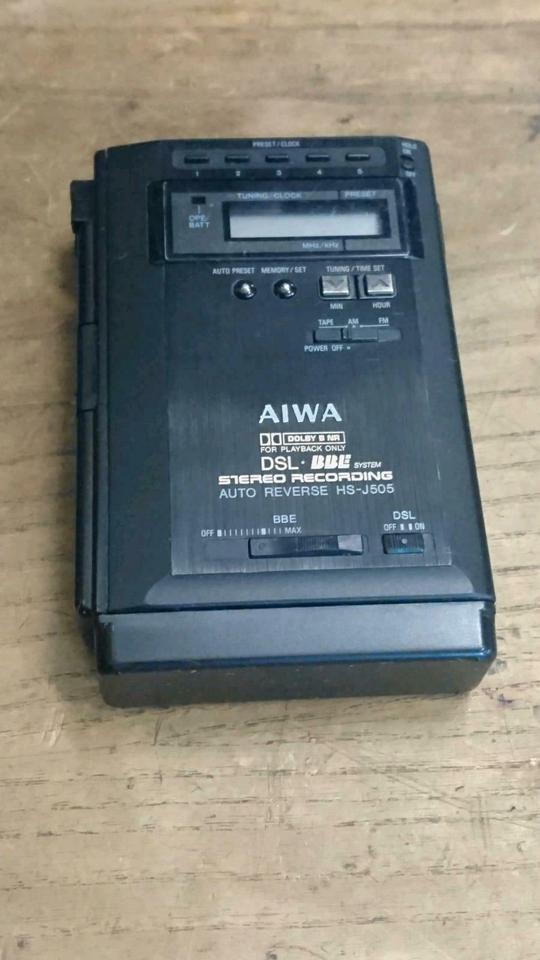 PRESET/CLOCK
HOLD
ON
1 2 3 4 5
OFF
TUNING/CLOCK PRESET
OPE/
BATT
MHz/kHz
AUTO PRESET MEMORY/SET TUNING/TIME SET
MIN HOUR
TAPE AM FM
POWER OFF
AIWA
DOLBY B NR
FOR PLAYBACK ONLY
DSL·BBE SYSTEM
STEREO RECORDING
AUTO REVERSE HS-J505
BBE DSL
OFF MAX OFF ON